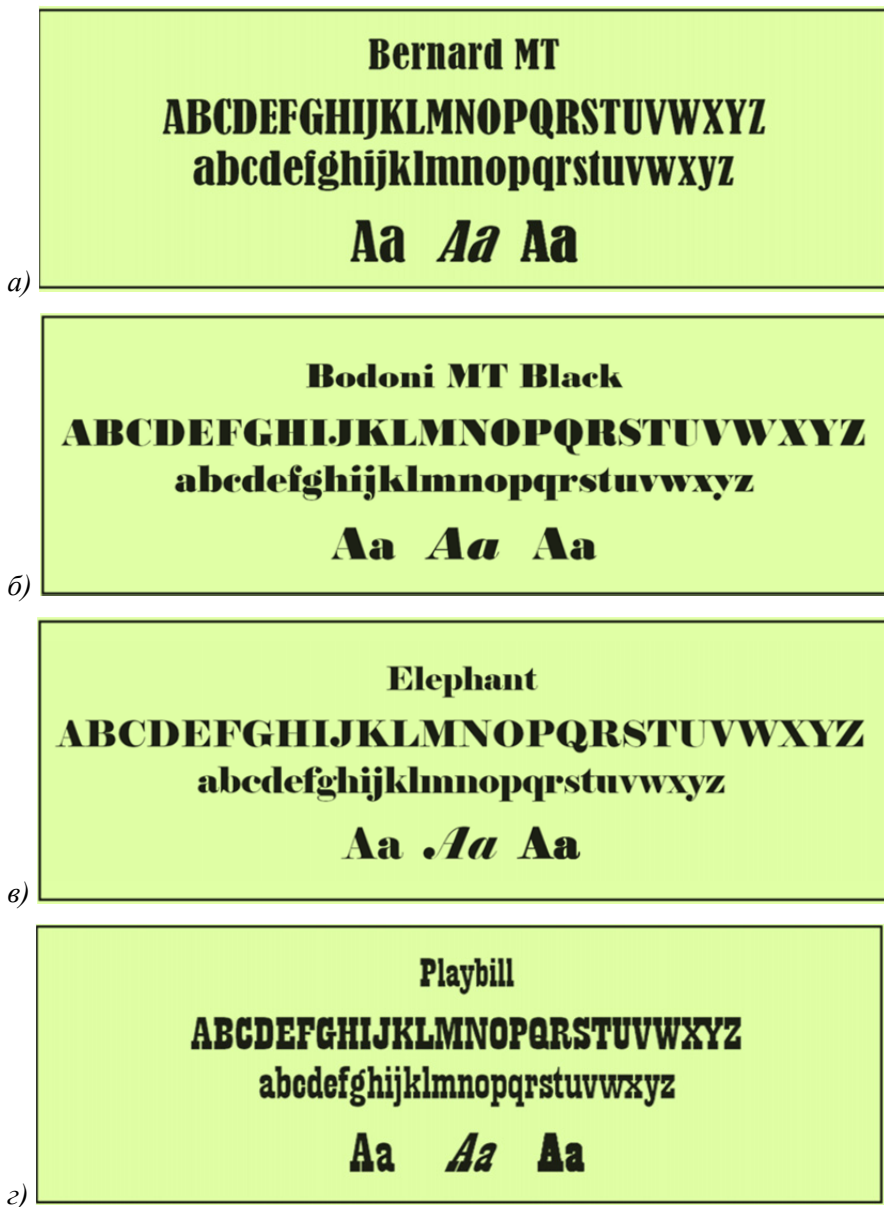 Bernard MT
ABCDEFGHIJKLMNOPQRSTUVWXYZ
abcdefghijklmnopqrstuvwxyz
Aa Aa Aa
а)
Bodoni MT Black
ABCDEFGHIJKLMNOPQRSTUVWXYZ
abcdefghijklmnopqrstuvwxyz
Aa Aa Aa
б)
Elephant
ABCDEFGHIJKLMNOPQRSTUVWXYZ
abcdefghijklmnopqrstuvwxyz
Aa Aa Aa
в)
Playbill
ABCDEFGHIJKLMNOPQRSTUVWXYZ
abcdefghijklmnopqrstuvwxyz
Aa Aa Aa
г)